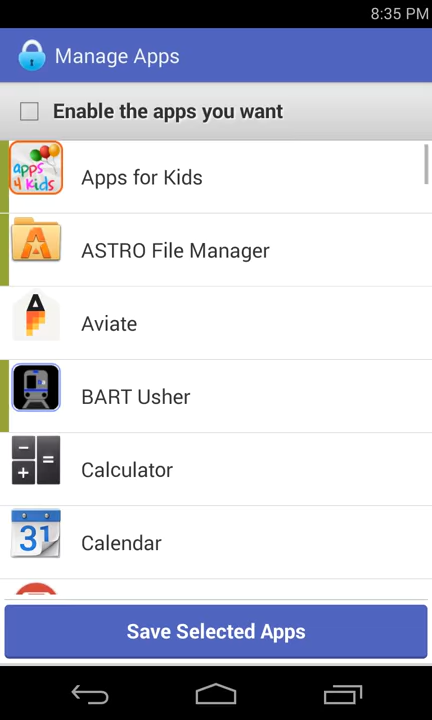 8:35 PM
Manage Apps
Enable the apps you want
apps
4 kids
Apps for Kids
ASTRO File Manager
Aviate
BART Usher
Calculator
31
Calendar
Save Selected Apps